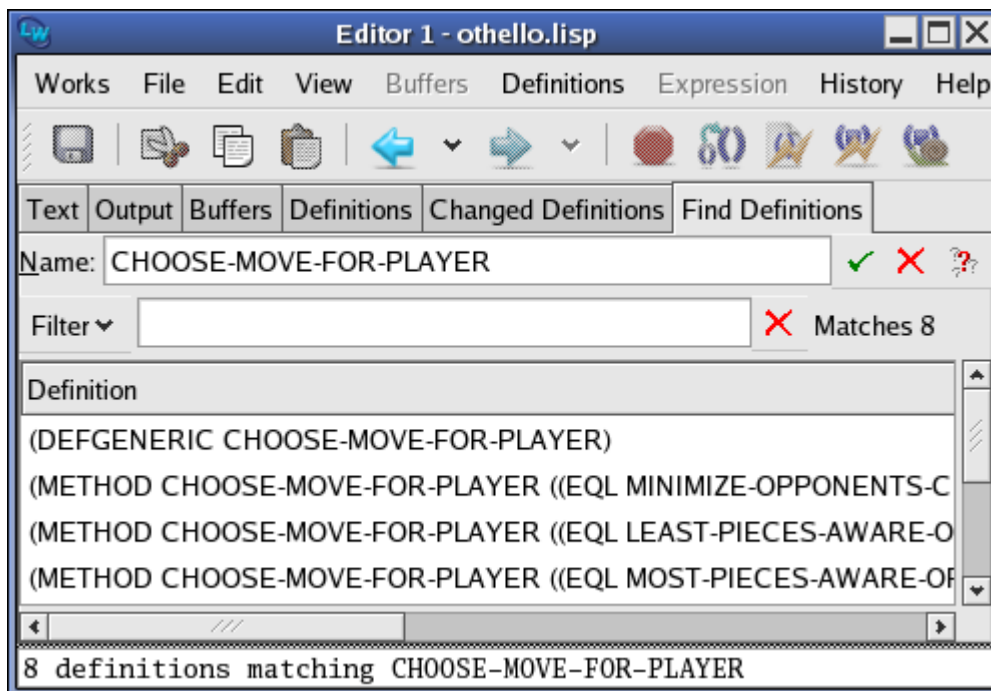 LW Editor 1 - othello.lisp
Works File Edit View Buffers Definitions Expression History Help
Text Output Buffers Definitions Changed Definitions Find Definitions
Name: CHOOSE-MOVE-FOR-PLAYER
Filter Matches 8
Definition
(DEFGENERIC CHOOSE-MOVE-FOR-PLAYER)
(METHOD CHOOSE-MOVE-FOR-PLAYER ((EQL MINIMIZE-OPPONENTS-C
(METHOD CHOOSE-MOVE-FOR-PLAYER ((EQL LEAST-PIECES-AWARE-O
(METHOD CHOOSE-MOVE-FOR-PLAYER ((EQL MOST-PIECES-AWARE-OF
8 definitions matching CHOOSE-MOVE-FOR-PLAYER